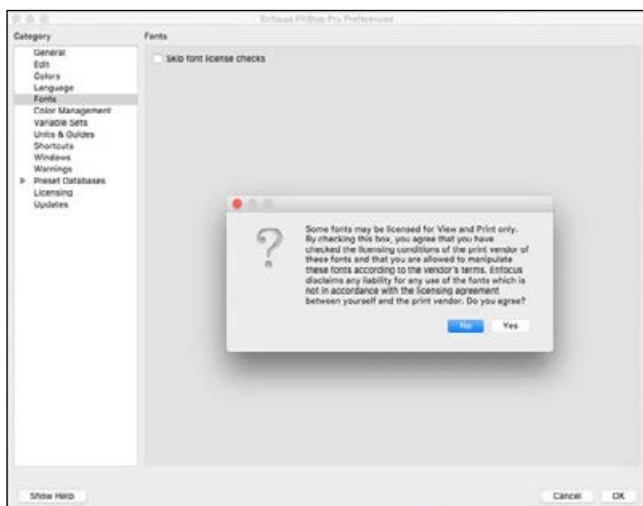 Enfocus PitStop Pro Preferences
Category
Fonts
General
Edit
Colors
Language
Fonts
Color Management
Variable Sets
Units & Guides
Shortcuts
Windows
Warnings
Preset Databases
Licensing
Updates
Skip font license checks
Some fonts may be licensed for View and Print only.
By checking this box, you agree that you have
checked the licensing conditions of the print vendor of
these fonts and that you are allowed to manipulate
these fonts according to the vendor's terms. Enfocus
disclaims any liability for any use of the fonts which is
not in accordance with the licensing agreement
between yourself and the print vendor. Do you agree?
No
Yes
Show Help
Cancel
OK